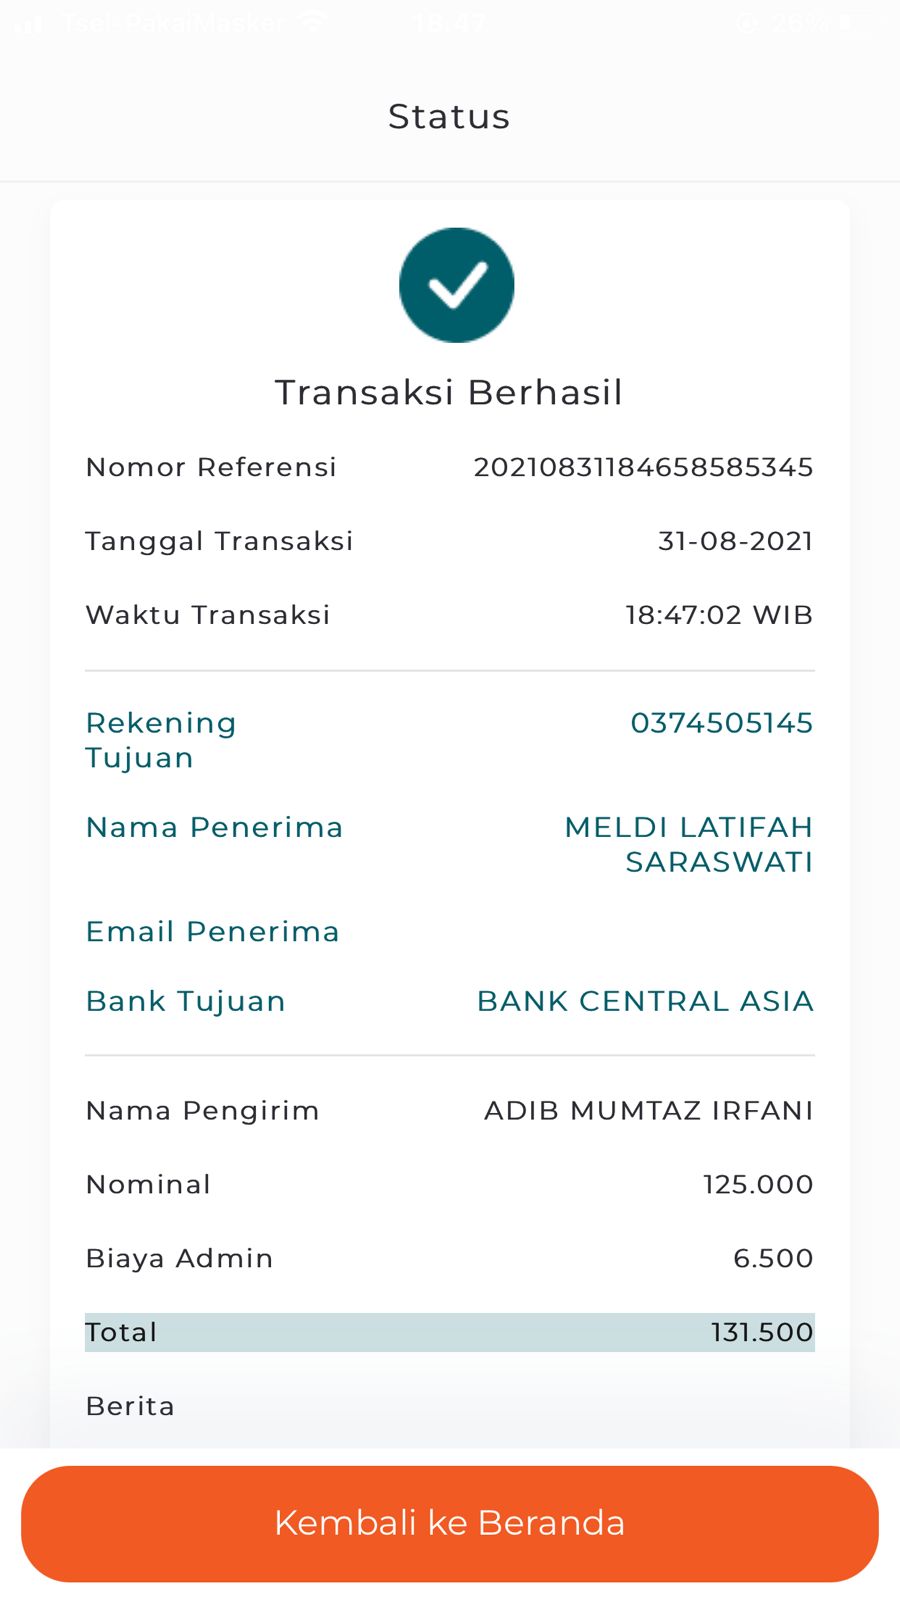 Tsel-PakaiMasker 18.47 26%
Status
Transaksi Berhasil
Nomor Referensi 20210831184658585345
Tanggal Transaksi 31-08-2021
Waktu Transaksi 18:47:02 WIB
Rekening 0374505145
Tujuan
Nama Penerima MELDI LATIFAH
SARASWATI
Email Penerima
Bank Tujuan BANK CENTRAL ASIA
Nama Pengirim ADIB MUMTAZ IRFANI
Nominal 125.000
Biaya Admin 6.500
Total 131.500
Berita
Kembali ke Beranda